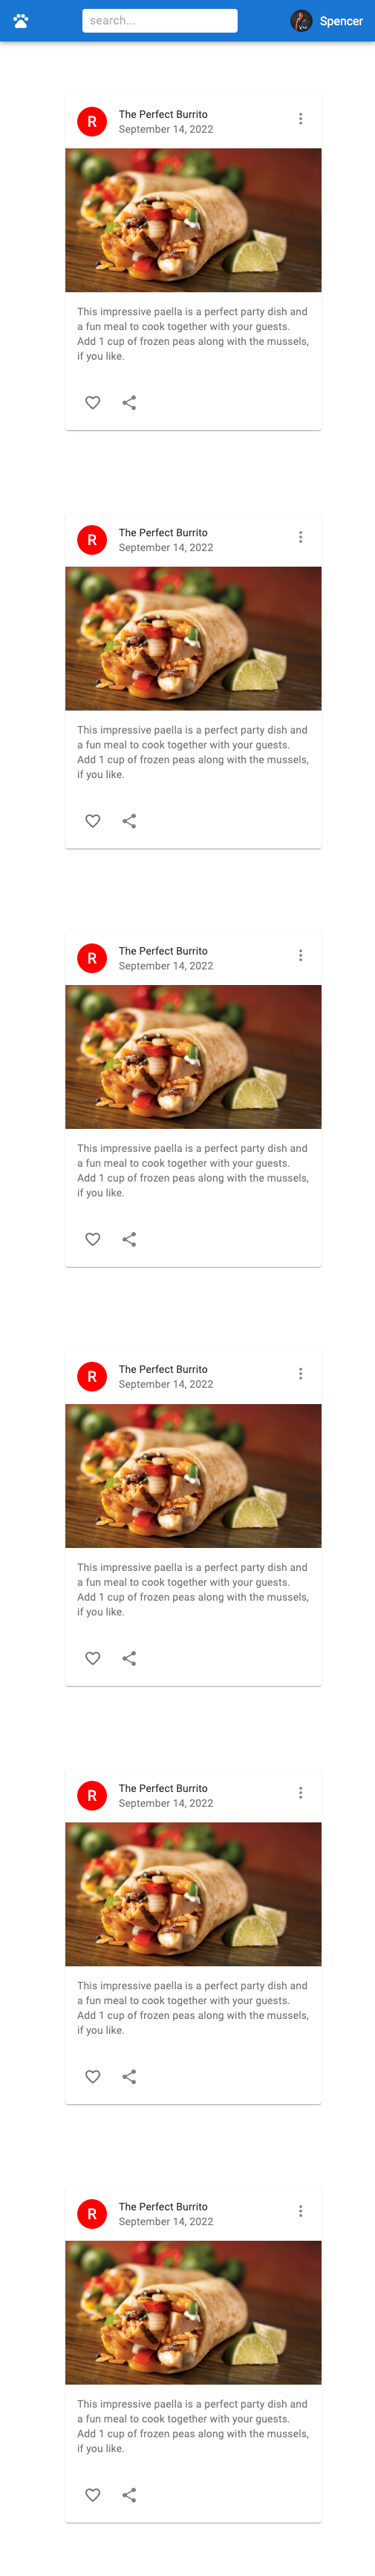 search...
Spencer
R
The Perfect Burrito
September 14, 2022
This impressive paella is a perfect party dish and
a fun meal to cook together with your guests.
Add 1 cup of frozen peas along with the mussels,
if you like.
R
The Perfect Burrito
September 14, 2022
This impressive paella is a perfect party dish and
a fun meal to cook together with your guests.
Add 1 cup of frozen peas along with the mussels,
if you like.
R
The Perfect Burrito
September 14, 2022
This impressive paella is a perfect party dish and
a fun meal to cook together with your guests.
Add 1 cup of frozen peas along with the mussels,
if you like.
R
The Perfect Burrito
September 14, 2022
This impressive paella is a perfect party dish and
a fun meal to cook together with your guests.
Add 1 cup of frozen peas along with the mussels,
if you like.
R
The Perfect Burrito
September 14, 2022
This impressive paella is a perfect party dish and
a fun meal to cook together with your guests.
Add 1 cup of frozen peas along with the mussels,
if you like.
R
The Perfect Burrito
September 14, 2022
This impressive paella is a perfect party dish and
a fun meal to cook together with your guests.
Add 1 cup of frozen peas along with the mussels,
if you like.